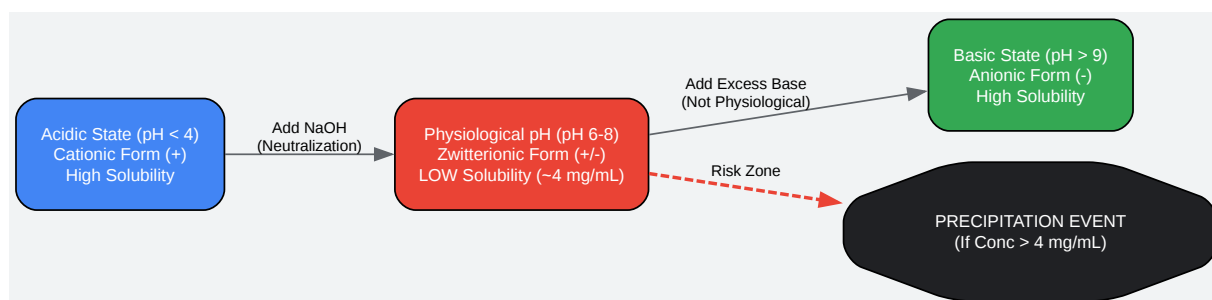 Acidic State (pH < 4)
Cationic Form (+)
High Solubility
Add NaOH
(Neutralization)
Physiological pH (pH 6-8)
Zwitterionic Form (+/-)
LOW Solubility (~4 mg/mL)
Add Excess Base
(Not Physiological)
Basic State (pH > 9)
Anionic Form (-)
High Solubility
Risk Zone
PRECIPITATION EVENT
(If Conc > 4 mg/mL)